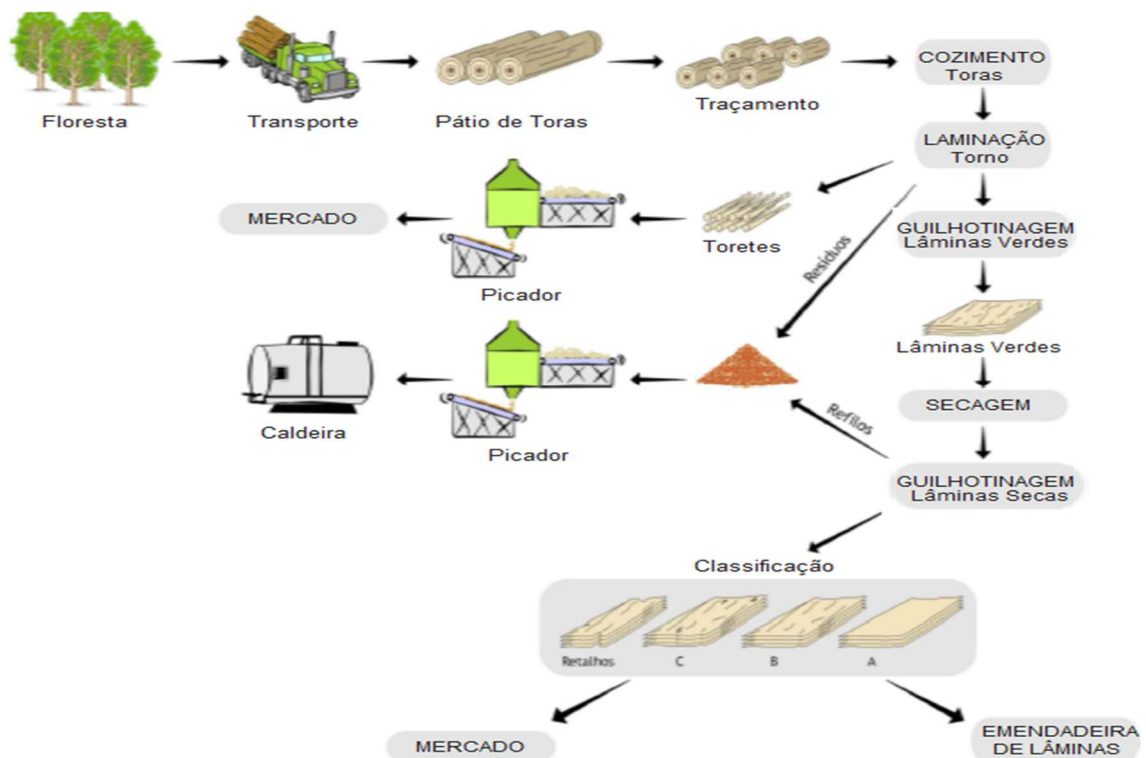 Floresta
Transporte
Pátio de Toras
Traçamento
COZIMENTO
Toras
LAMINAÇÃO
Torno
MERCADO
Picador
Toretes
Resíduos
GUILHOTINAGEM
Lâminas Verdes
Lâminas Verdes
Caldeira
Picador
Refilos
SECAGEM
GUILHOTINAGEM
Lâminas Secas
Classificação
Retalhos
C
B
A
MERCADO
EMENDADEIRA
DE LÂMINAS